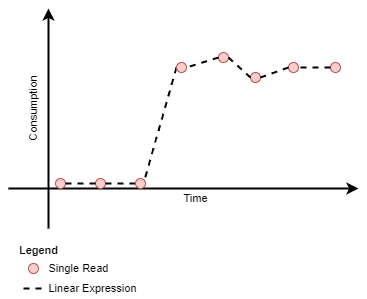 Consumption
Time
Legend
Single Read
Linear Expression